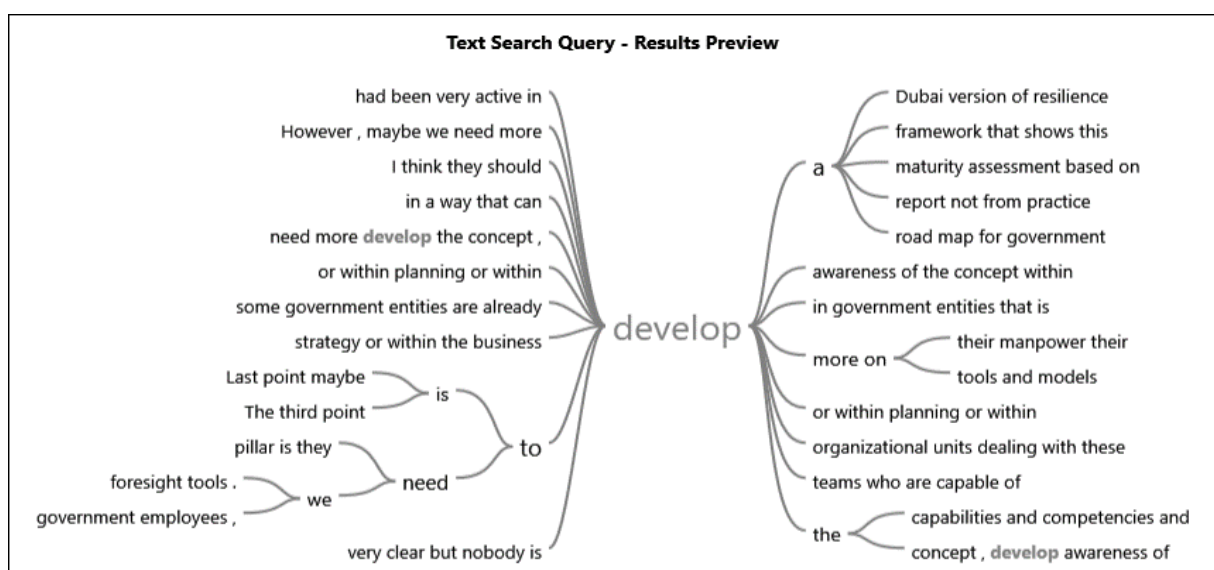 Text Search Query - Results Preview
had been very active in
However , maybe we need more
I think they should
in a way that can
need more develop the concept ,
or within planning or within
some government entities are already
strategy or within the business
Last point maybe
The third point
is
pillar is they
foresight tools .
government employees ,
we
need
to
very clear but nobody is
develop
a
Dubai version of resilience
framework that shows this
maturity assessment based on
report not from practice
road map for government
awareness of the concept within
in government entities that is
more on
their manpower their
tools and models
or within planning or within
organizational units dealing with these
teams who are capable of
the
capabilities and competencies and
concept , develop awareness of